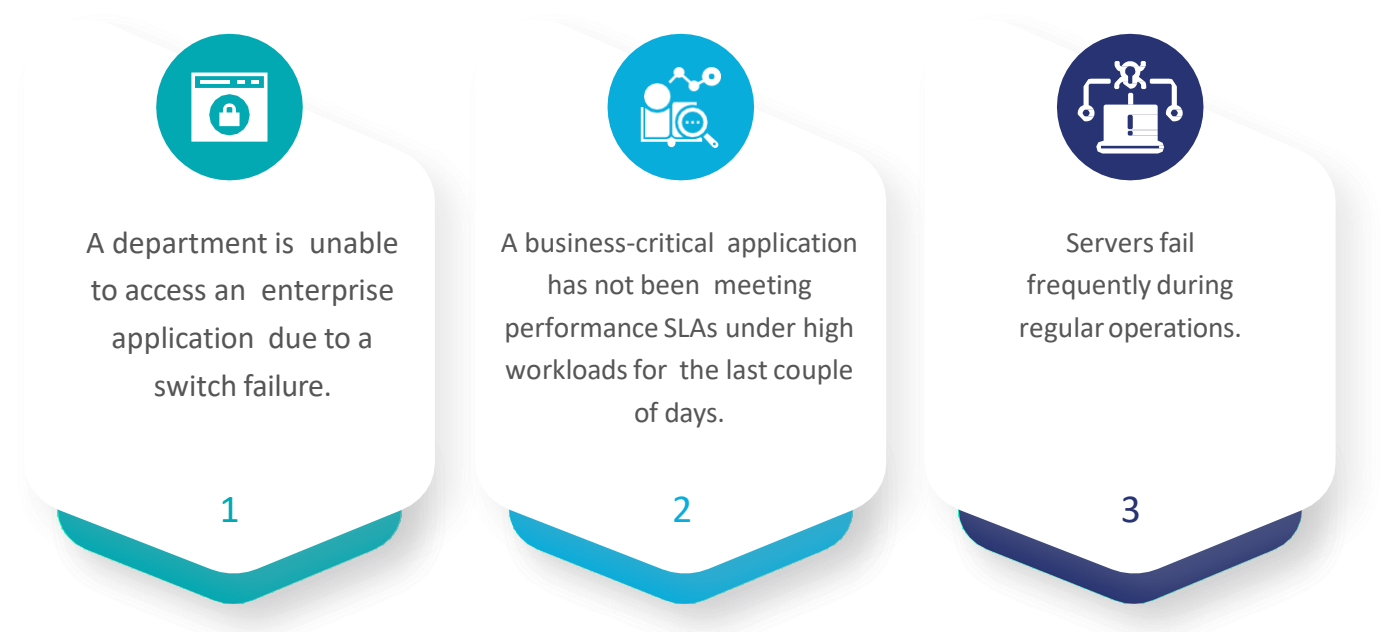 A department is unable
to access an enterprise
application due to a
switch failure.
1
A business-critical application
has not been meeting
performance SLAs under high
workloads for the last couple
of days.
2
Servers fail
frequently during
regular operations.
3